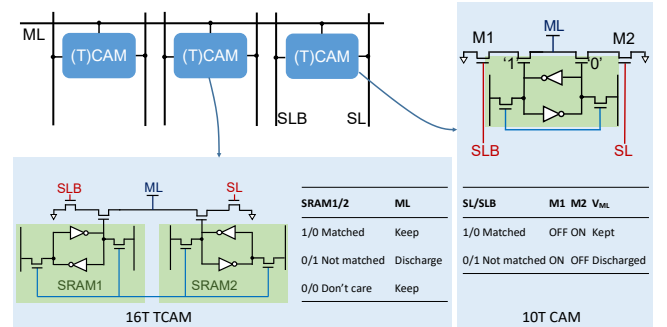 ML
(T)CAM (T)CAM (T)CAM
SLB SL
M1 ML M2
'1' '0'
SLB SL
SLB ML SL
SRAM1 SRAM2
16T TCAM
SRAM1/2 ML
1/0 Matched Keep
0/1 Not matched Discharge
0/0 Don't care Keep
SL/SLB M1 M2 VML
1/0 Matched OFF ON Kept
0/1 Not matched ON OFF Discharged
10T CAM